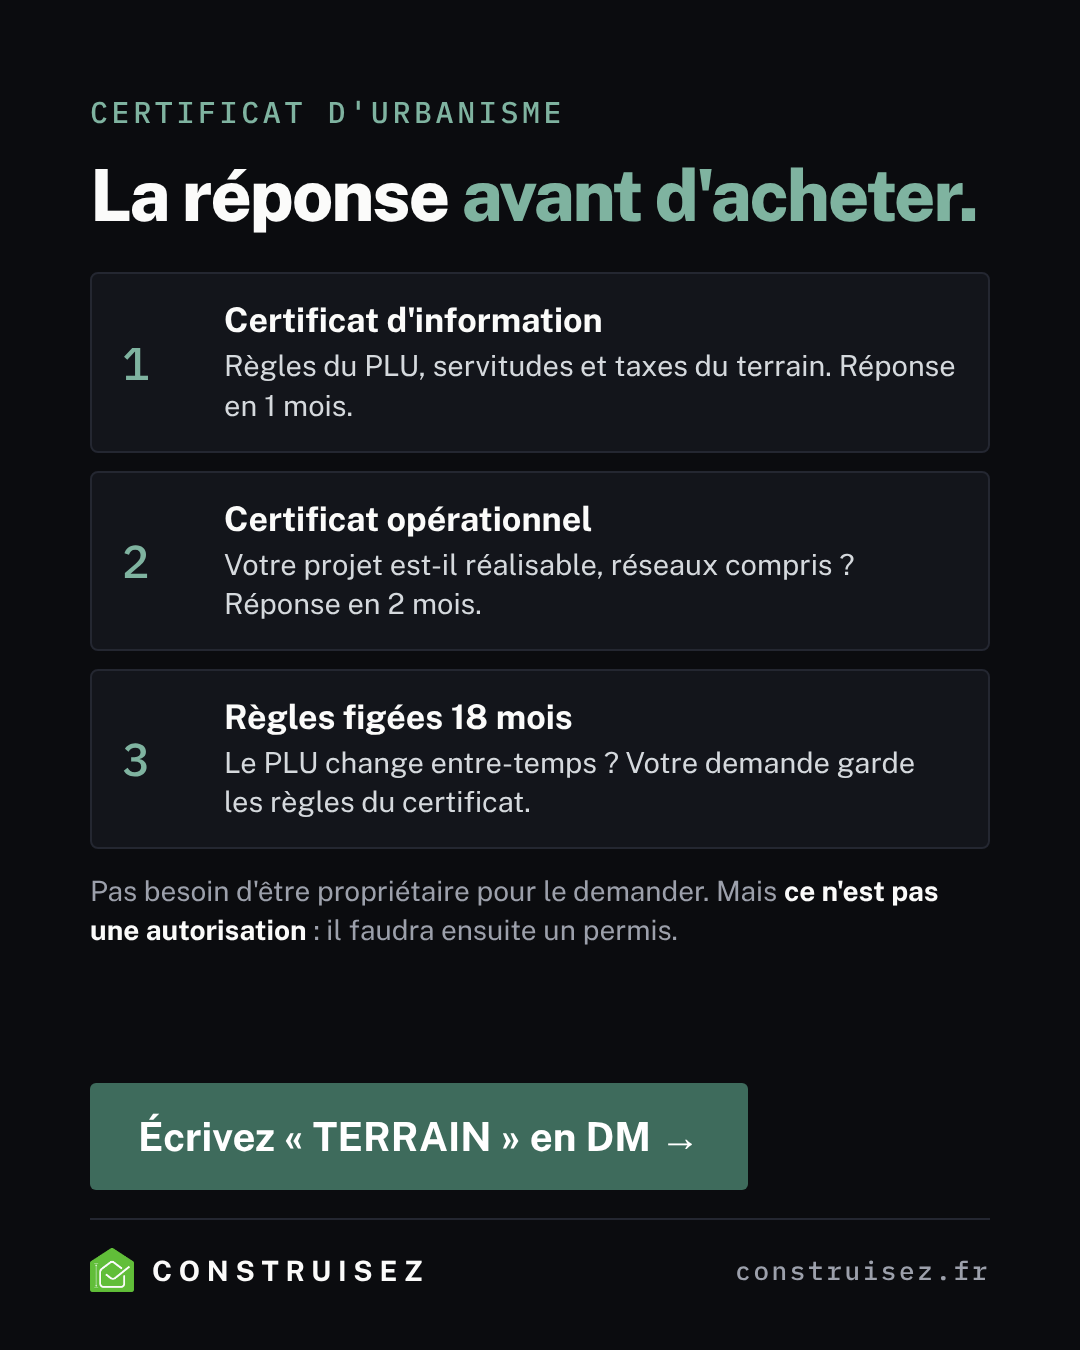 CERTIFICAT D'URBANISME
La réponse avant d'acheter.
1
Certificat d'information
Règles du PLU, servitudes et taxes du terrain. Réponse
en 1 mois.
2
Certificat opérationnel
Votre projet est-il réalisable, réseaux compris ?
Réponse en 2 mois.
3
Règles figées 18 mois
Le PLU change entre-temps ? Votre demande garde
les règles du certificat.
Pas besoin d'être propriétaire pour le demander. Mais ce n'est pas
une autorisation : il faudra ensuite un permis.
Écrivez « TERRAIN » en DM →
CONSTRUISEZ
construisez.fr